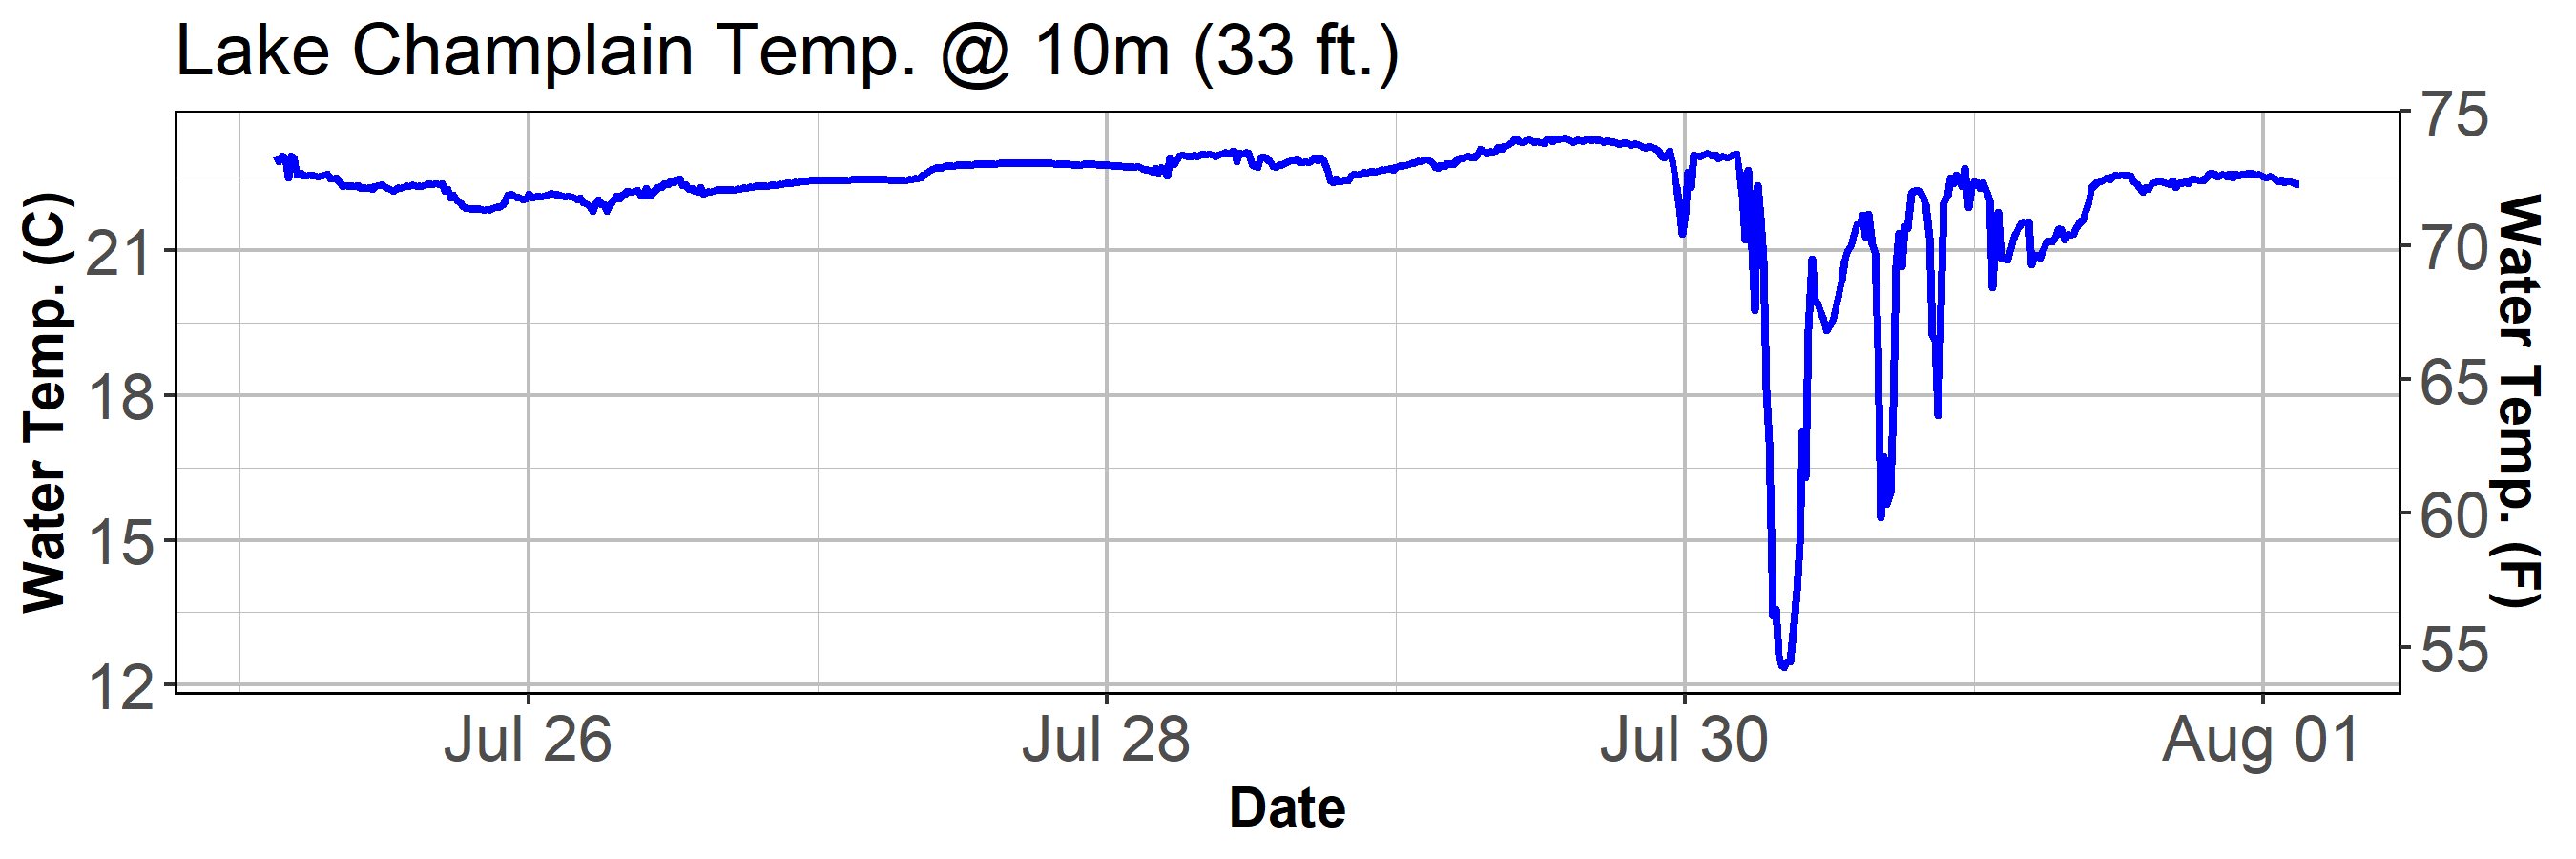 Lake Champlain Temp. @ 10m (33 ft.)
Water Temp. (C)
21
18
15
12
75
70
65
60
55
Water Temp. (F)
Jul 26
Jul 28
Jul 30
Aug 01
Date